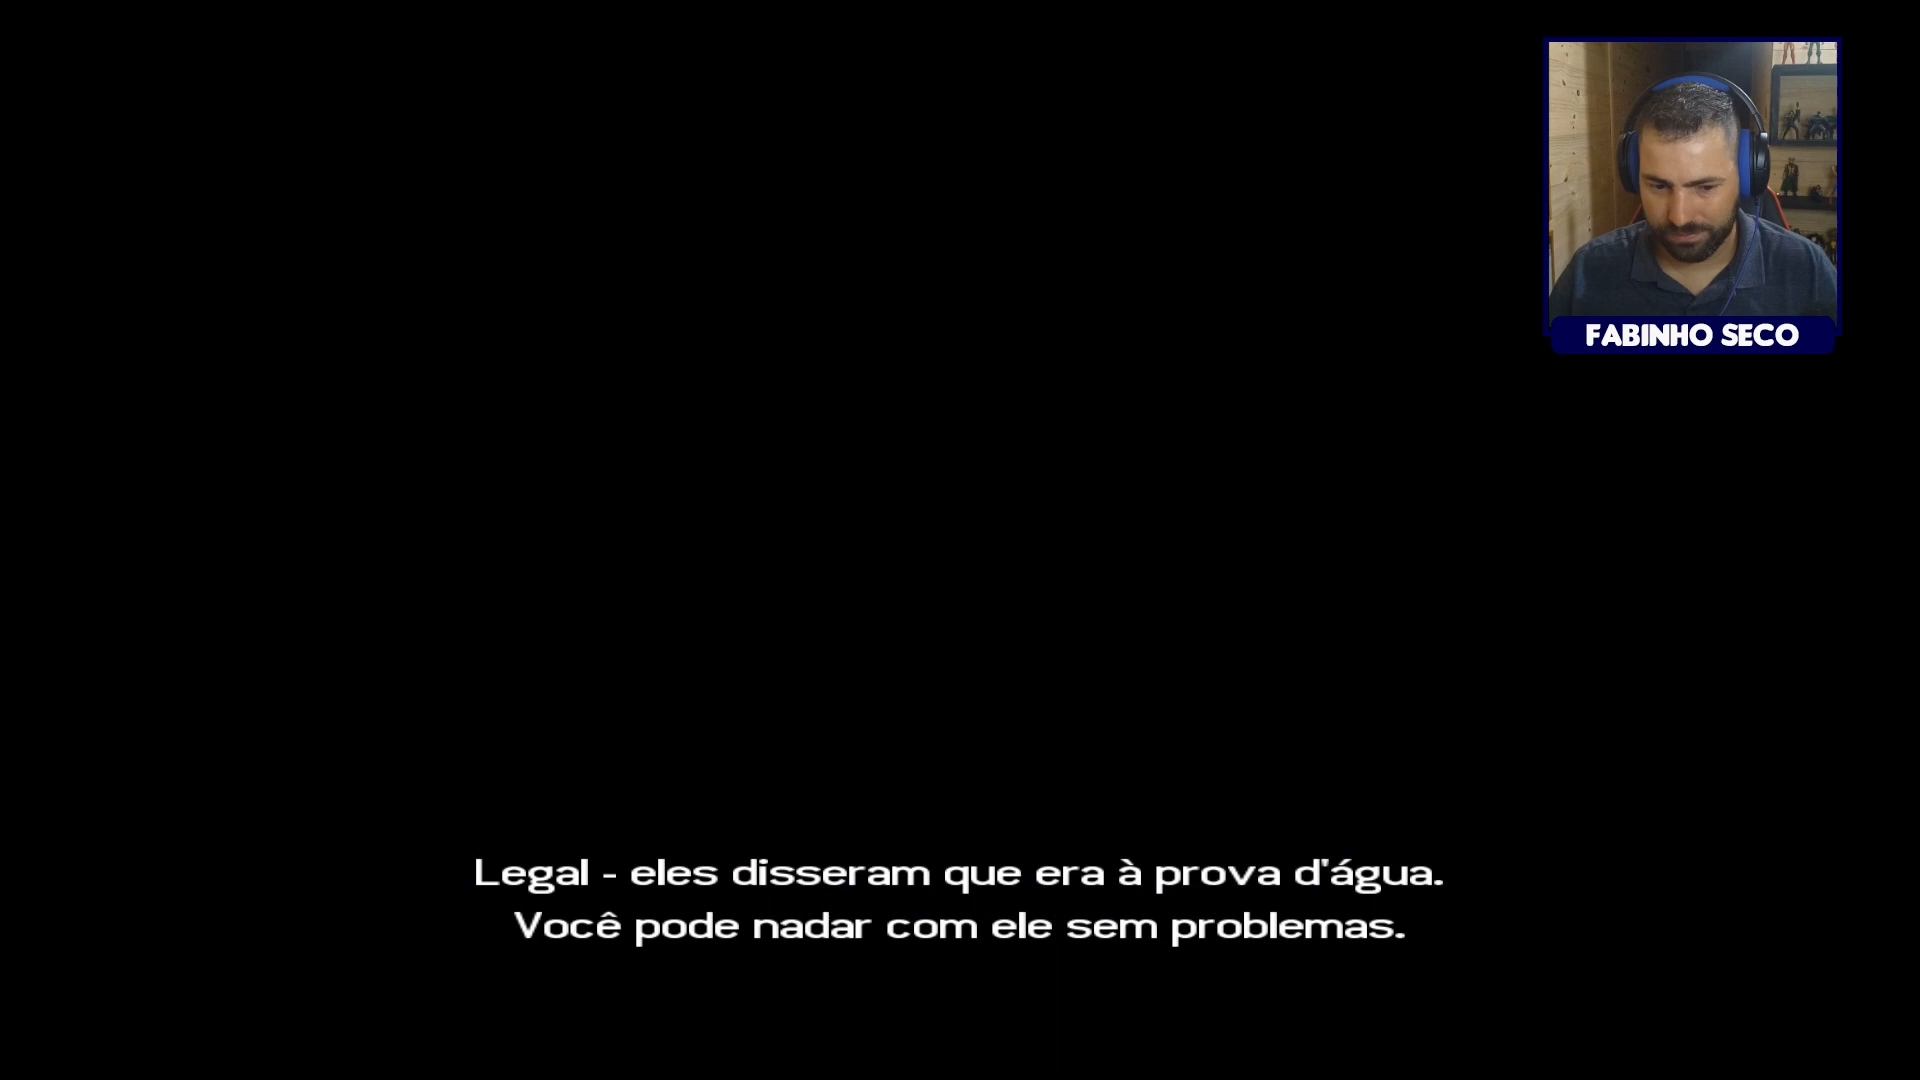 FABINHO SECO
Legal - eles disseram que era à prova d'água.
Você pode nadar com ele sem problemas.